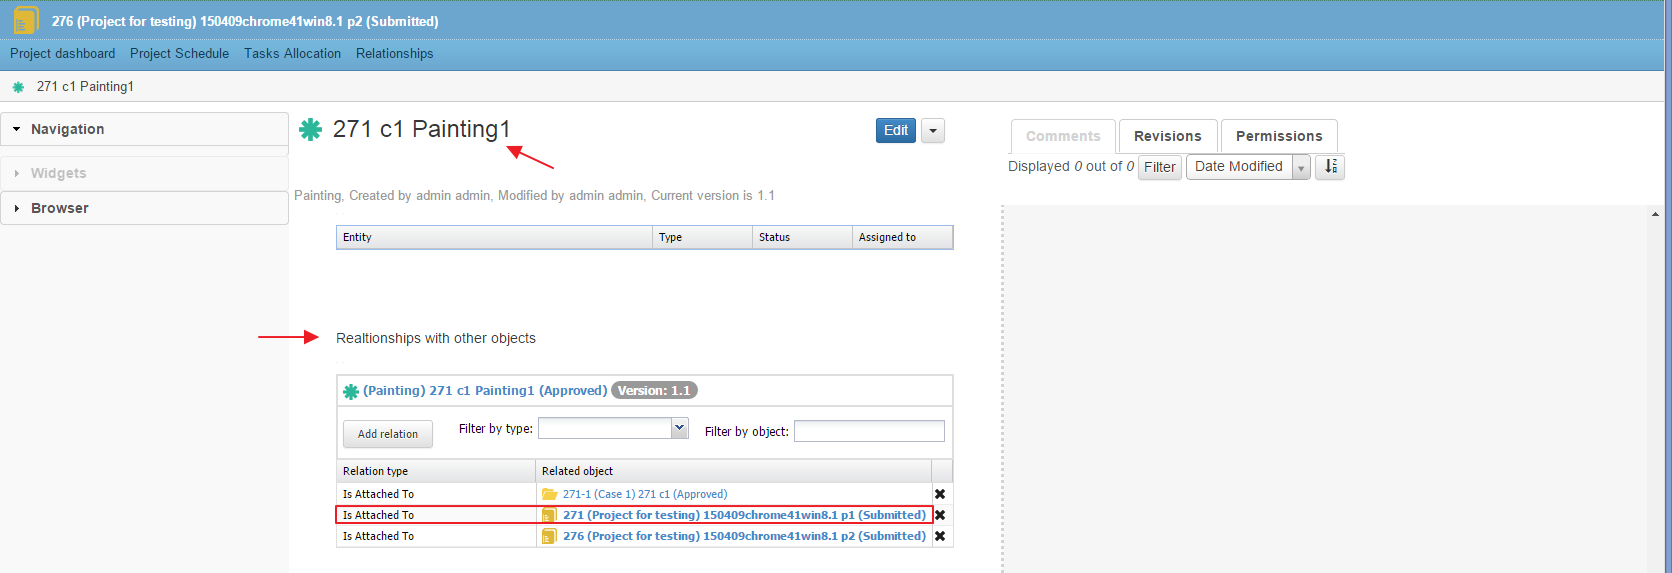 276 (Project for testing) 150409chrome41win8.1 p2 (Submitted)
Project dashboard Project Schedule Tasks Allocation Relationships
271 c1 Painting1
Navigation
Widgets
Browser
271 c1 Painting1
Edit
Painting, Created by admin admin, Modified by admin admin, Current version is 1.1
Entity Type Status Assigned to
Realtionships with other objects
(Painting) 271 c1 Painting1 (Approved) Version: 1.1
Add relation Filter by type: Filter by object:
Relation type Related object
Is Attached To 271-1 (Case 1) 271 c1 (Approved)
Is Attached To 271 (Project for testing) 150409chrome41win8.1 p1 (Submitted)
Is Attached To 276 (Project for testing) 150409chrome41win8.1 p2 (Submitted)
Comments Revisions Permissions
Displayed 0 out of 0 Filter Date Modified